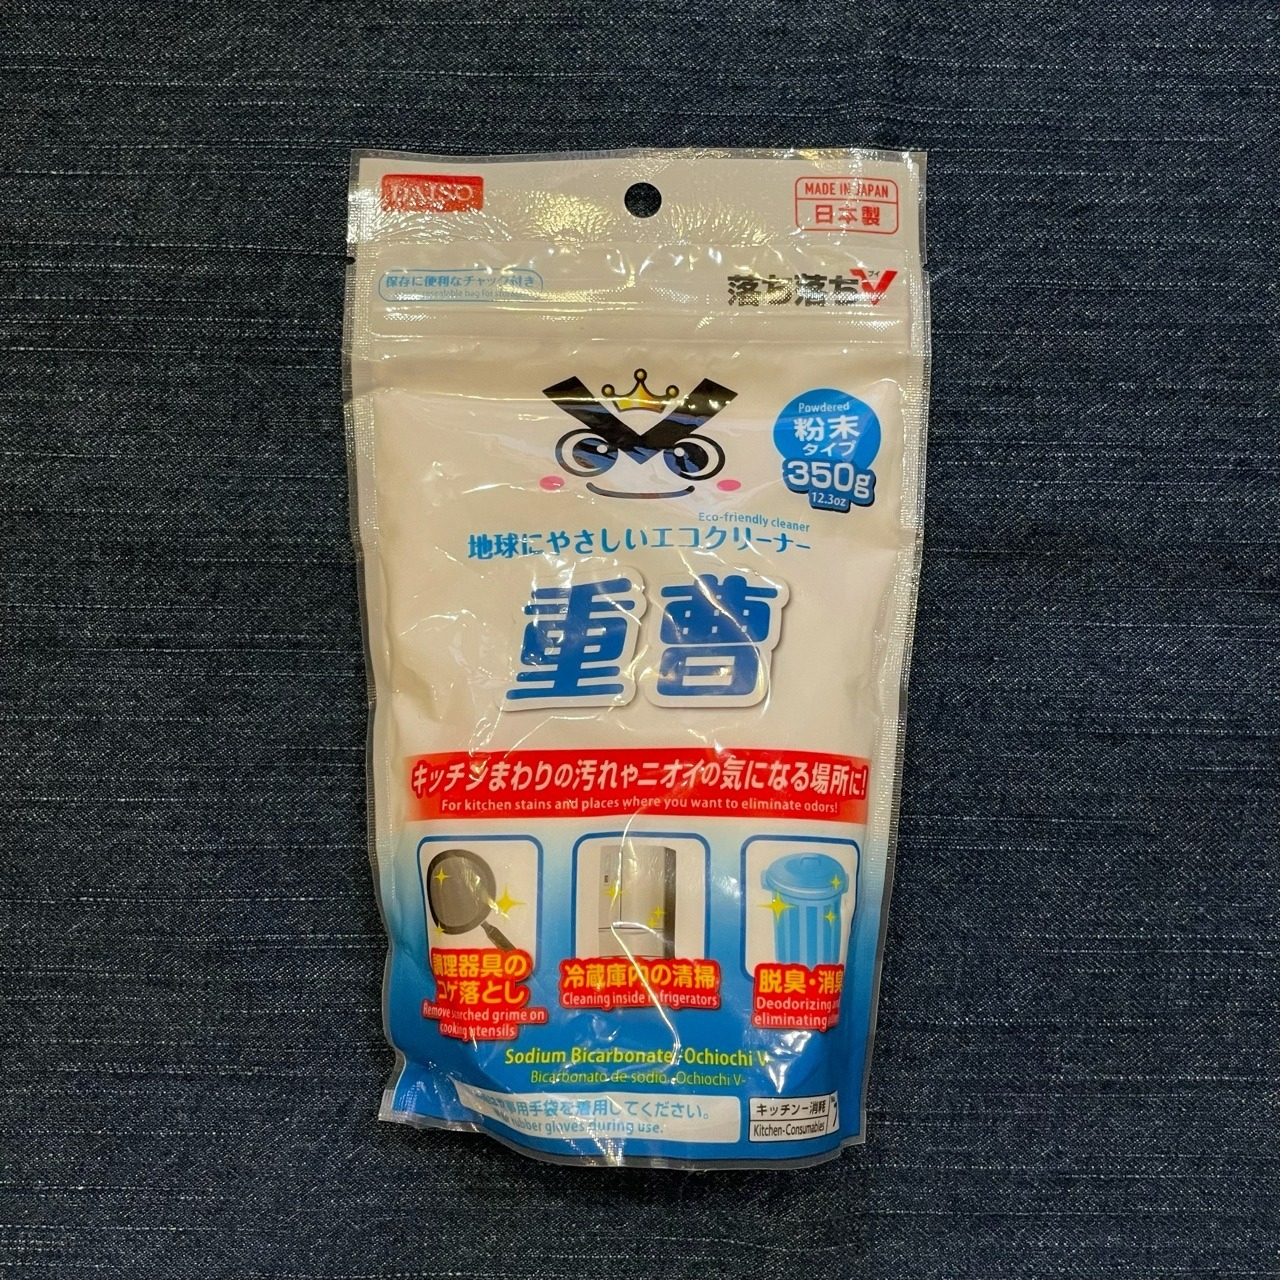 DAISO
MADE IN JAPAN
日本製
保存に便利なチャック付き
落ち落ちV
ブイ
Powdered
粉末
タイプ
350g
12.3oz
Eco-friendly cleaner
地球にやさしいエコクリーナー
重曹
キッチンまわりの汚れやニオイの気になる場所に!
For kitchen stains and places where you want to eliminate odors!
調理器具の
コゲ落とし
Remove scorched grime on
cooking utensils
冷蔵庫内の清掃
Cleaning inside refrigerators
脱臭・消臭
Deodorizing and
eliminating
Sodium Bicarbonate -Ochiochi V-
Bicarbonato de sodio -Ochiochi V-
用手袋を着用してください。
rubber gloves during use.
キッチンー消耗
Kitchen-Consumables